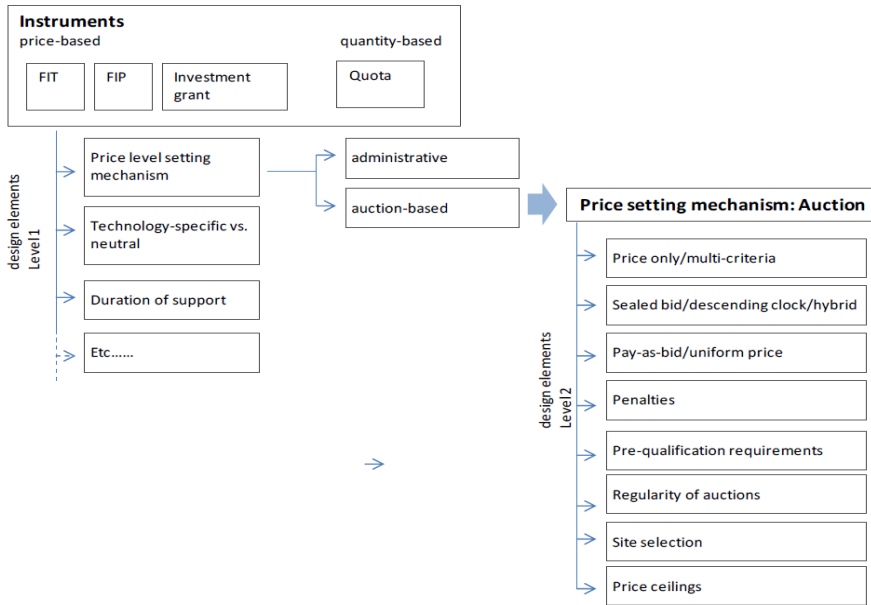 Instruments
price-based
quantity-based
FIT
FIP
Investment
grant
Quota
design elements
Level 1
Price level setting
mechanism
Technology-specific vs.
neutral
Duration of support
Etc......
administrative
auction-based
Price setting mechanism: Auction
design elements
Level 2
Price only/multi-criteria
Sealed bid/descending clock/hybrid
Pay-as-bid/uniform price
Penalties
Pre-qualification requirements
Regularity of auctions
Site selection
Price ceilings